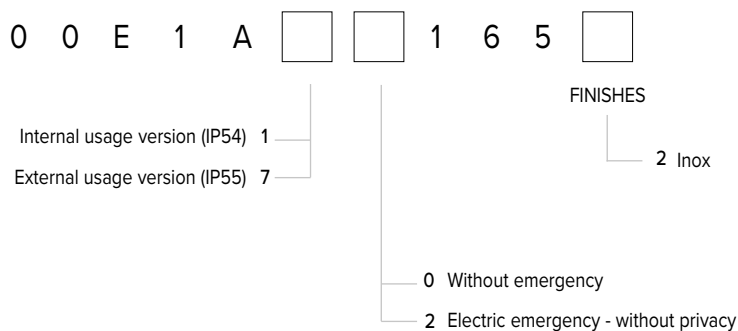 0 0 E 1 A 1 6 5
FINISHES
Internal usage version (IP54) 1
2 Inox
External usage version (IP55) 7
0 Without emergency
2 Electric emergency - without privacy